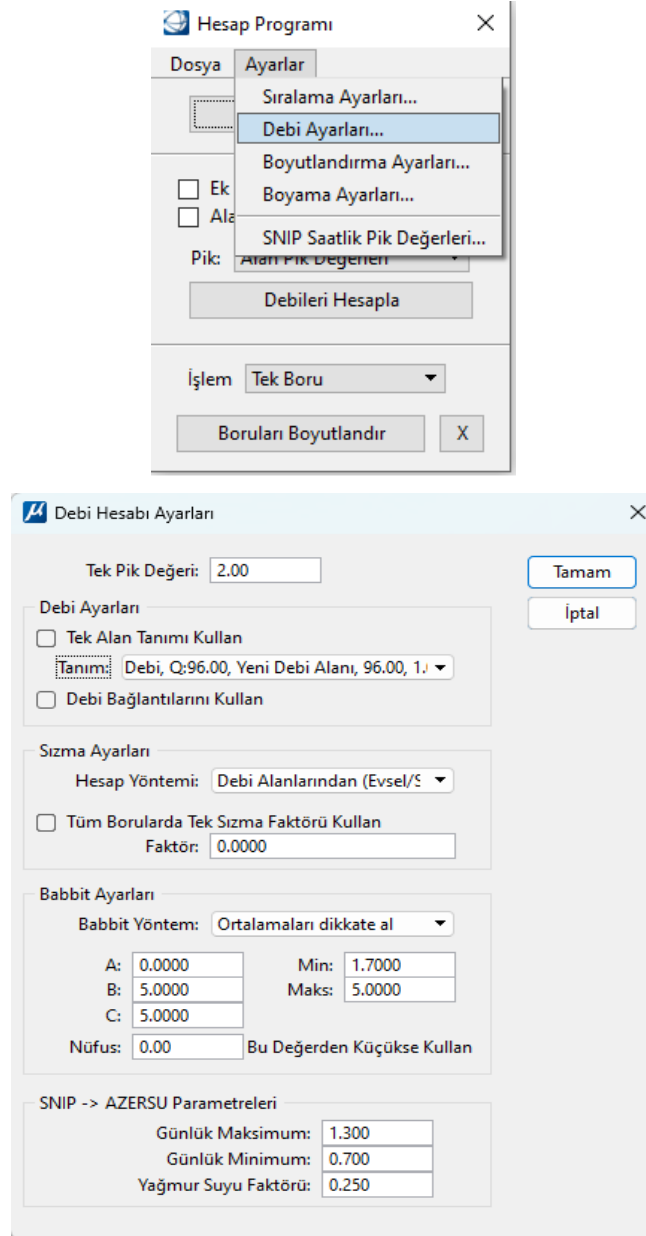 Hesap Programı
Dosya Ayarlar
Sıralama Ayarları...
Debi Ayarları...
Boyutlandırma Ayarları...
Ek
Boyama Ayarları...
SNIP Saatlik Pik Değerleri...
Pik: Alan Pik Değerleri
Debileri Hesapla
İşlem Tek Boru
Boruları Boyutlandır X
Debi Hesabı Ayarları
Tek Pik Değeri: 2.00
Tamam
Debi Ayarları
İptal
Tek Alan Tanımı Kullan
Tanım: Debi, Q:96.00, Yeni Debi Alanı, 96.00, 1.
Debi Bağlantılarını Kullan
Sızma Ayarları
Hesap Yöntemi: Debi Alanlarından (Evsel/S
Tüm Borularda Tek Sızma Faktörü Kullan
Faktör: 0.0000
Babbit Ayarları
Babbit Yöntem: Ortalamaları dikkate al
A: 0.0000 Min: 1.7000
B: 5.0000 Maks: 5.0000
C: 5.0000
Nüfus: 0.00 Bu Değerden Küçükse Kullan
SNIP -> AZERSU Parametreleri
Günlük Maksimum: 1.300
Günlük Minimum: 0.700
Yağmur Suyu Faktörü: 0.250